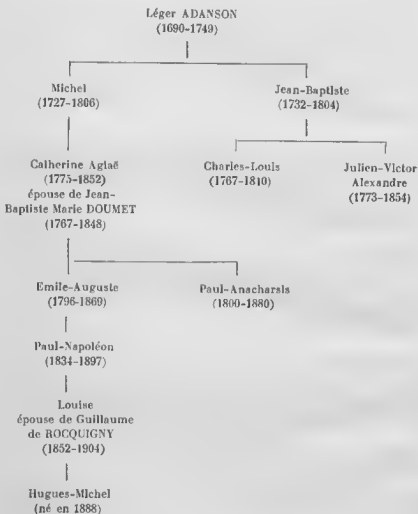 Léger ADANSON
(1690-1749)
Michel
(1727-1806)
Jean-Baptiste
(1732-1804)
Catherine Aglaë
(1775-1852)
épouse de Jean-
Baptiste Marie DOUMET
(1767-1848)
Charles-Louis
(1767-1810)
Julien-Victor
Alexandre
(1773-1854)
Emile-Auguste
(1796-1869)
Paul-Anacharsis
(1800-1880)
Paul-Napoléon
(1834-1897)
Louise
épouse de Guillaume
de ROCQUIGNY
(1852-1904)
Hugues-Michel
(né en 1888)